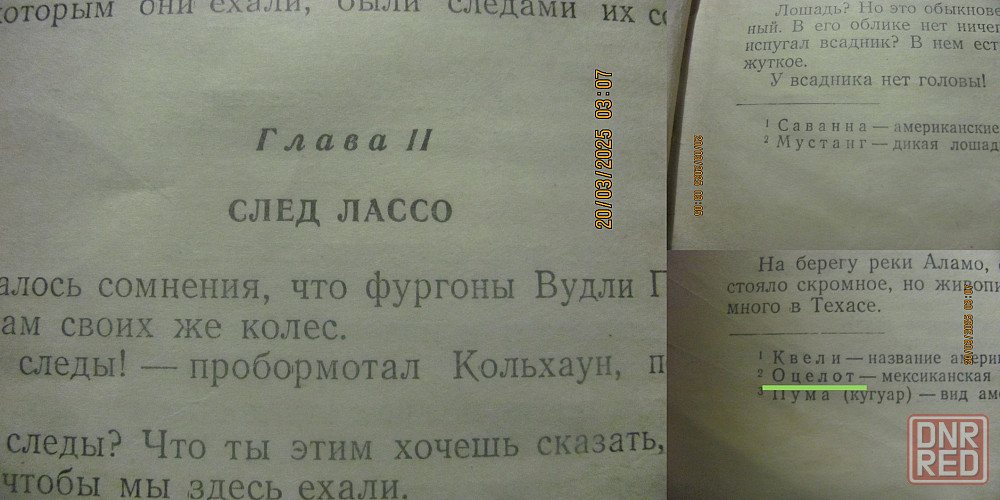 которым они ехали, были следами их
Глава II
СЛЕД ЛАССО
алось сомнения, что фургоны Вудли П
ам своих же колес.
следы! — пробормотал Кольхаун, п
следы? Что ты этим хочешь сказать,
чтобы мы здесь ехали.
20/03/2025 03:07
Лошадь? Но это обыкнове
ный. В его облике нет ниче
испугал всадник? В нем ест
жуткое.
У всадника нет головы!
1 Саванна — американские
2 Мустанг — дикая лошад
На берегу реки Аламо,
стояло скромное, но живопи
много в Техасе.
1 Квели — название амери
2 Оцелот — мексиканская
3 Пума (кугуар) — вид аме
DNR
RED